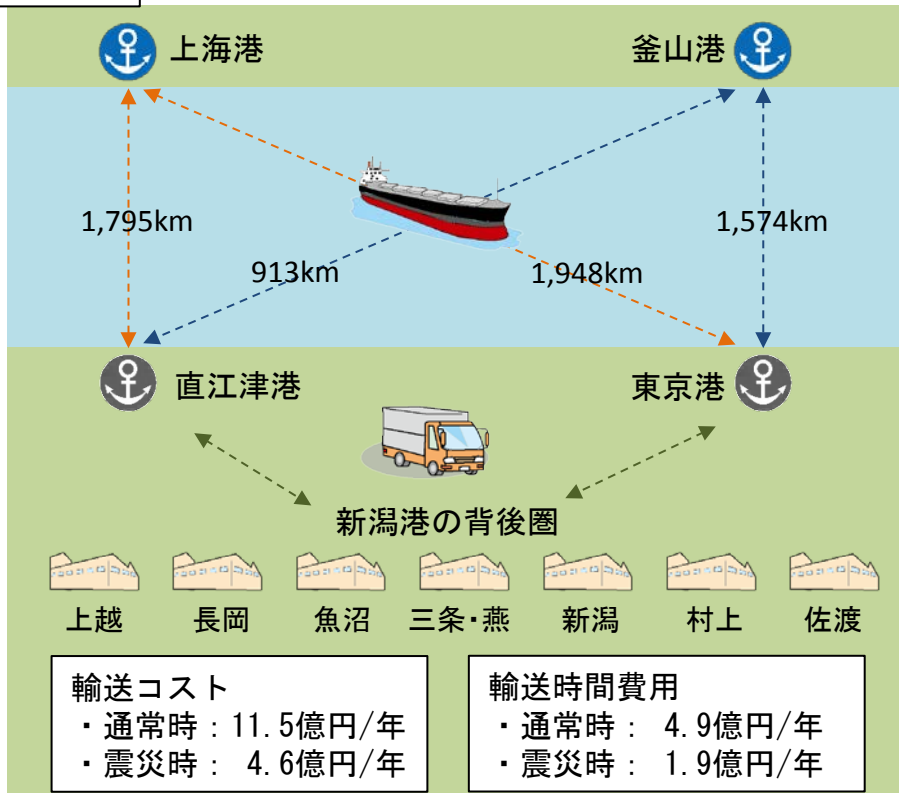 上海港 釜山港
1,795km 1,574km
913km 1,948km
直江津港 東京港
新潟港の背後圏
上越 長岡 魚沼 三条・燕 新潟 村上 佐渡
輸送コスト
・通常時：11.5億円/年
・震災時： 4.6億円/年
輸送時間費用
・通常時： 4.9億円/年
・震災時： 1.9億円/年